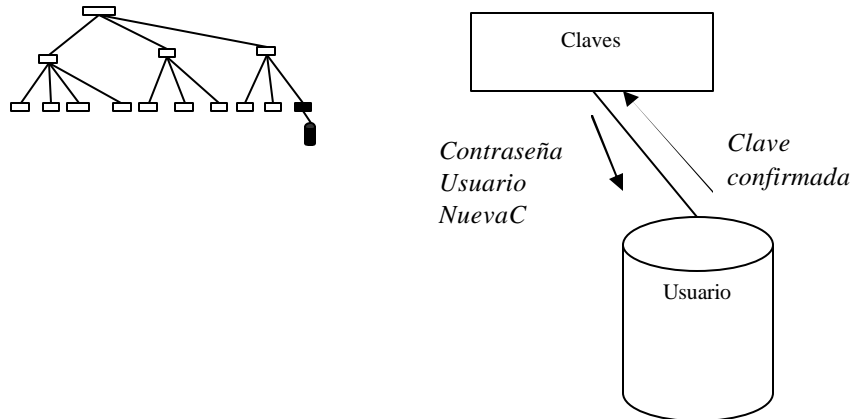 Claves
Contraseña
Usuario
NuevaC
Clave
confirmada
Usuario